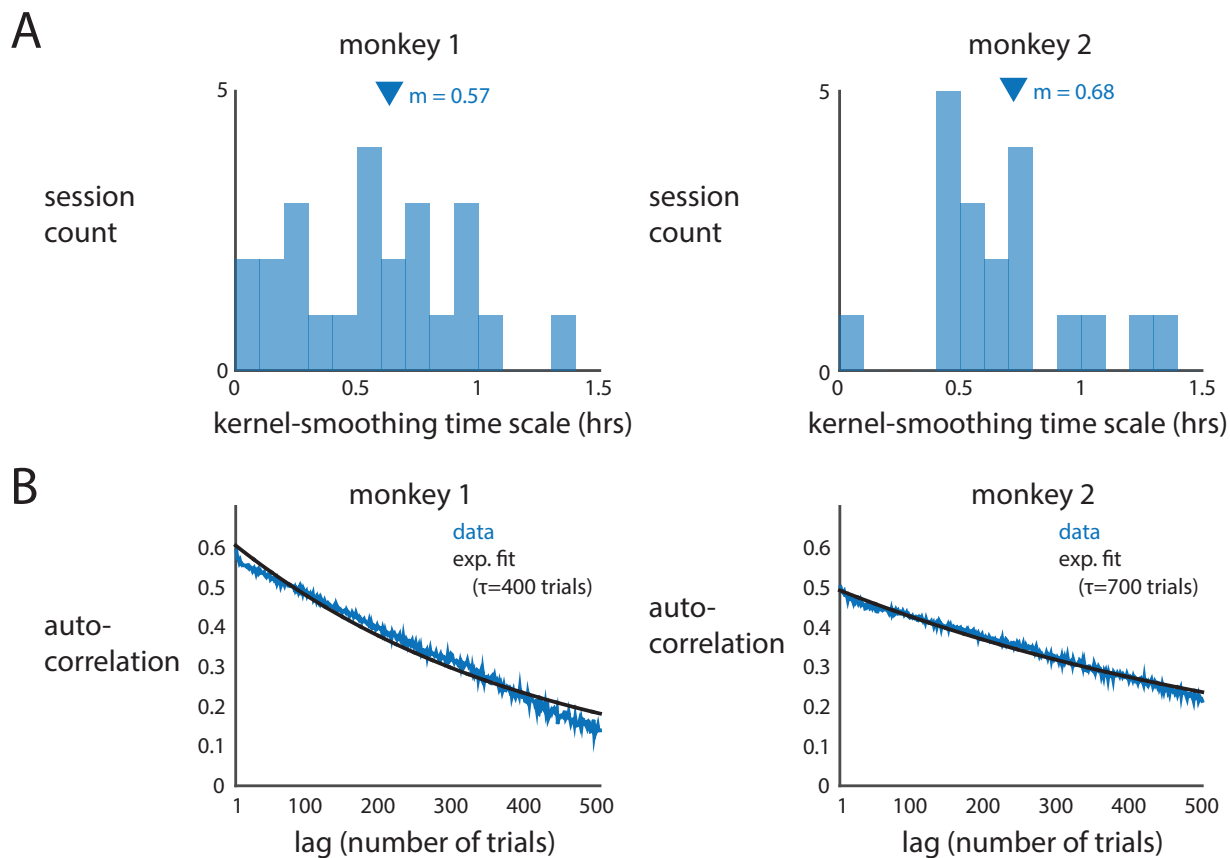 A
monkey 1
monkey 2
5
m = 0.57
session
count
0
0
0.5
1
1.5
kernel-smoothing time scale (hrs)
5
m = 0.68
session
count
0
0
0.5
1
1.5
kernel-smoothing time scale (hrs)
B
monkey 1
data
exp. fit
(τ=400 trials)
auto-
correlation
0.6
0.5
0.4
0.3
0.2
0.1
0
1
100
200
300
400
500
lag (number of trials)
monkey 2
data
exp. fit
(τ=700 trials)
auto-
correlation
0.6
0.5
0.4
0.3
0.2
0.1
0
1
100
200
300
400
500
lag (number of trials)